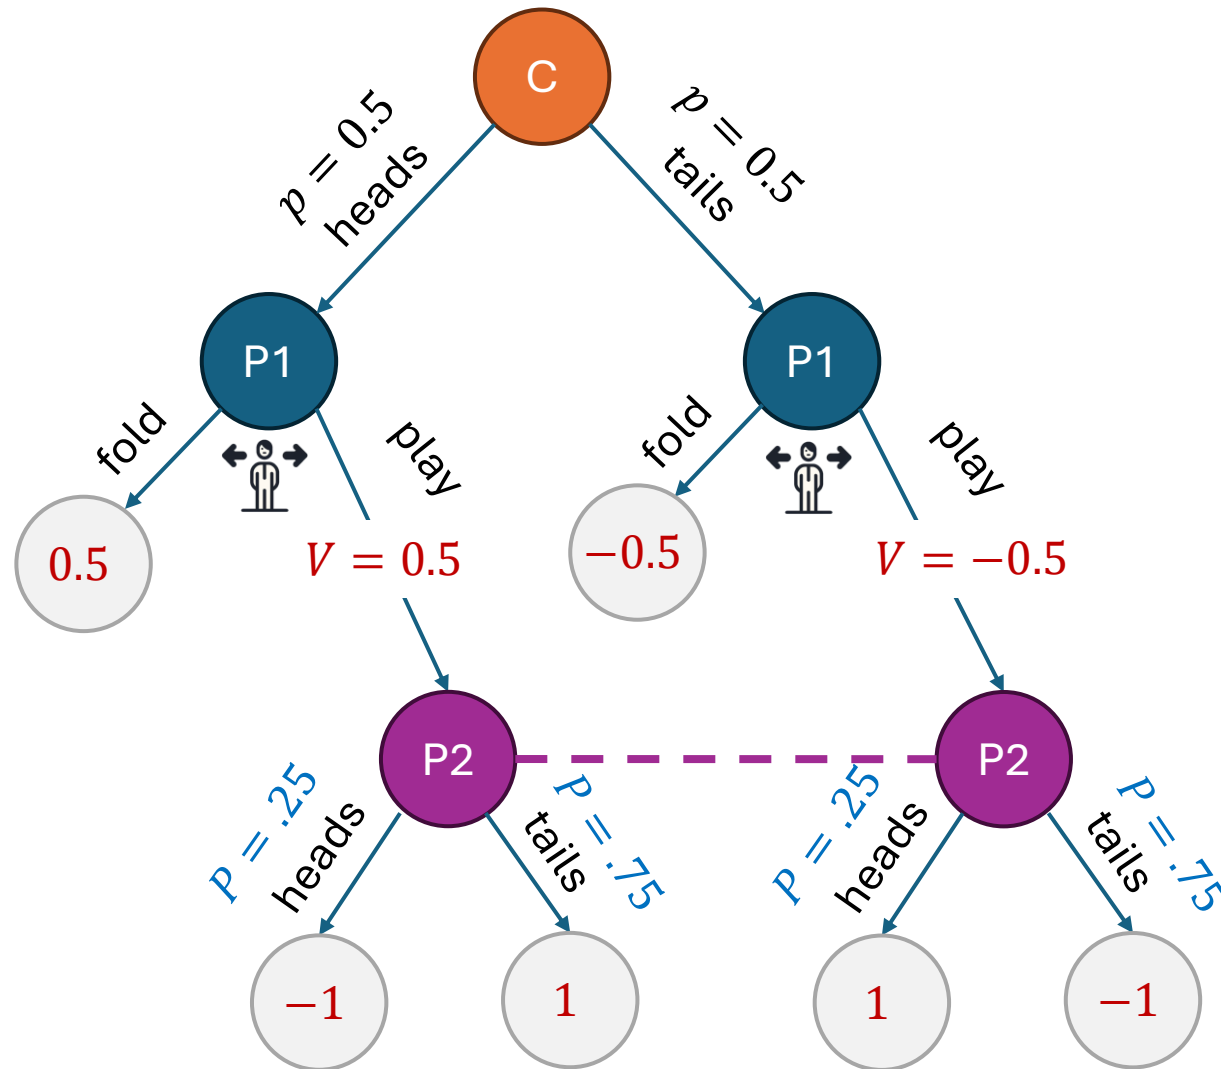 C
p = 0.5
heads
p = 0.5
tails
P1
P1
fold
play
fold
play
0.5
V = 0.5
−0.5
V = −0.5
P2
P2
P = .25
heads
P = .75
tails
P = .25
heads
P = .75
tails
−1
1
1
−1